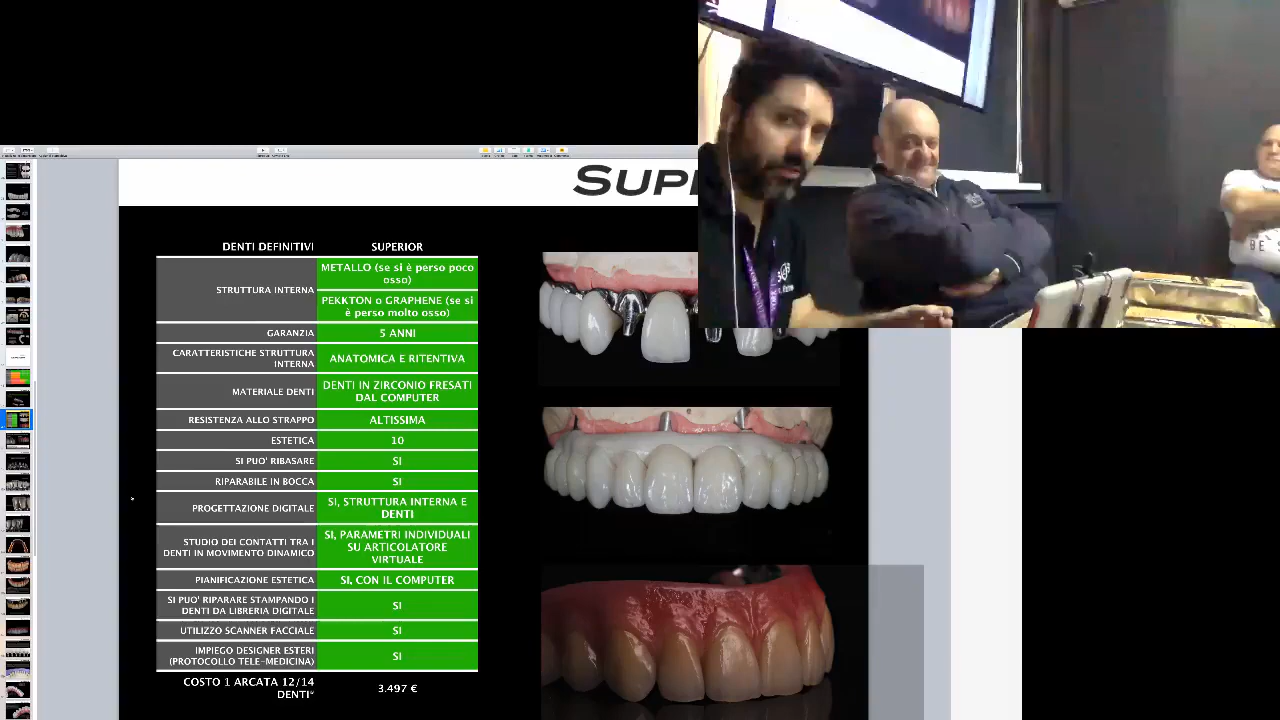 SUP
DENTI DEFINITIVI SUPERIOR
STRUTTURA INTERNA
METALLO (se si è perso poco
osso)
PEKKTON o GRAPHENE (se si
è perso molto osso)
GARANZIA 5 ANNI
CARATTERISTICHE STRUTTURA
INTERNA
ANATOMICA E RITENTIVA
MATERIALE DENTI
DENTI IN ZIRCONIO FRESATI
DAL COMPUTER
RESISTENZA ALLO STRAPPO ALTISSIMA
ESTETICA 10
SI PUO' RIBASARE SI
RIPARABILE IN BOCCA SI
PROGETTAZIONE DIGITALE
SI, STRUTTURA INTERNA E
DENTI
STUDIO DEI CONTATTI TRA I
DENTI IN MOVIMENTO DINAMICO
SI, PARAMETRI INDIVIDUALI
SU ARTICOLATORE
VIRTUALE
PIANIFICAZIONE ESTETICA SI, CON IL COMPUTER
SI PUO' RIPARARE STAMPANDO I
DENTI DA LIBRERIA DIGITALE
SI
UTILIZZO SCANNER FACCIALE SI
IMPIEGO DESIGNER ESTERI
(PROTOCOLLO TELE-MEDICINA)
SI
COSTO 1 ARCATA 12/14
DENTI*
3.497 €
BE S